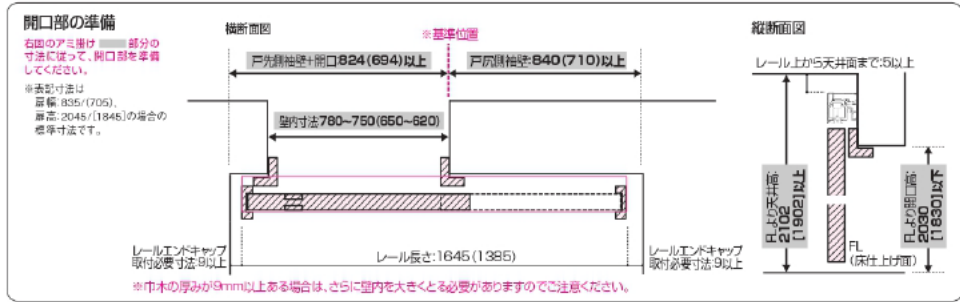 開口部の準備
右図のアミ掛け 部分の
寸法に従って、開口部を準備
してください。
※表記寸法は
扉幅:835/(705)、
扉高:2045/[1845]の場合の
標準寸法です。
横断面図
※基準位置
戸先側袖壁+開口824(694)以上
戸尻側袖壁:840(710)以上
壁内寸法780~750(650~620)
レールエンドキャップ
取付必要寸法:9以上
レール長さ:1645(1385)
レールエンドキャップ
取付必要寸法:9以上
※巾木の厚みが9mm以上ある場合は、さらに壁内を大きくとる必要がありますのでご注意ください。
縦断面図
レール上から天井面まで:5以上
FLより天井面:
2102
[1902]以上
FLより開口高:
2030
[1830]以下
FL
(床仕上げ面)